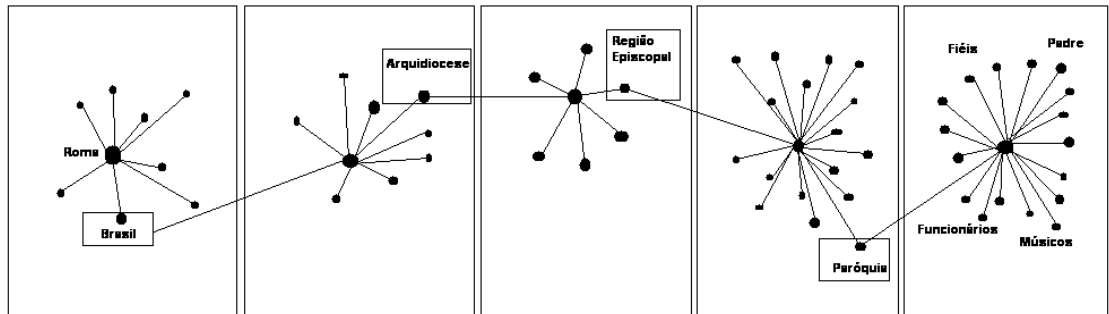 Roma
Brasil
Arquidiocese
Região
Episcopal
Paróquia
Fiéis
Padre
Funcionários
Músicos